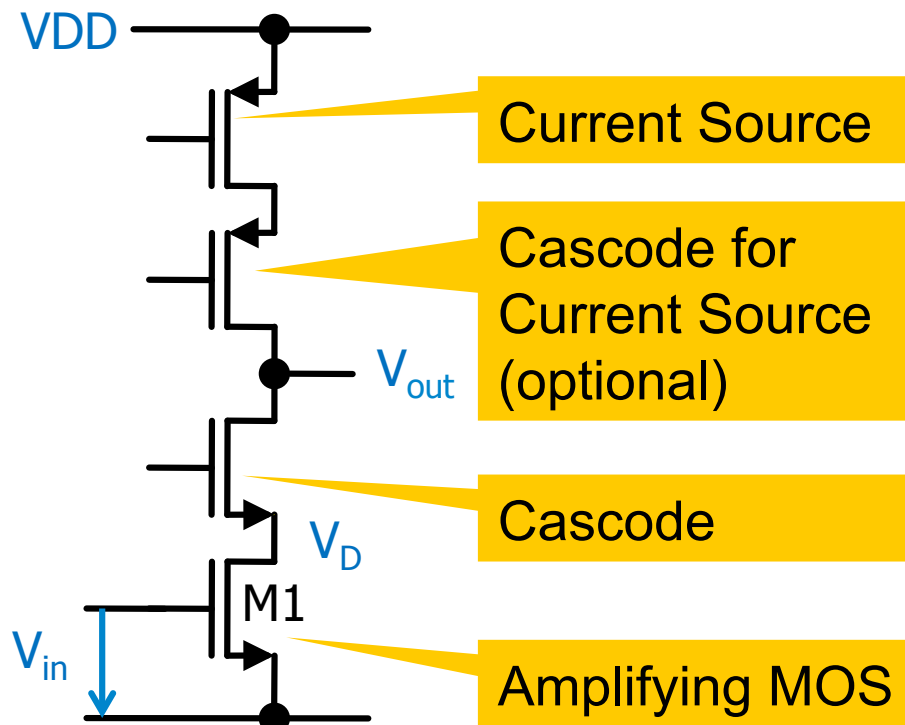 VDD
Current Source
Cascode for
Current Source
(optional)
Vout
Cascode
VD
M1
Vin
Amplifying MOS